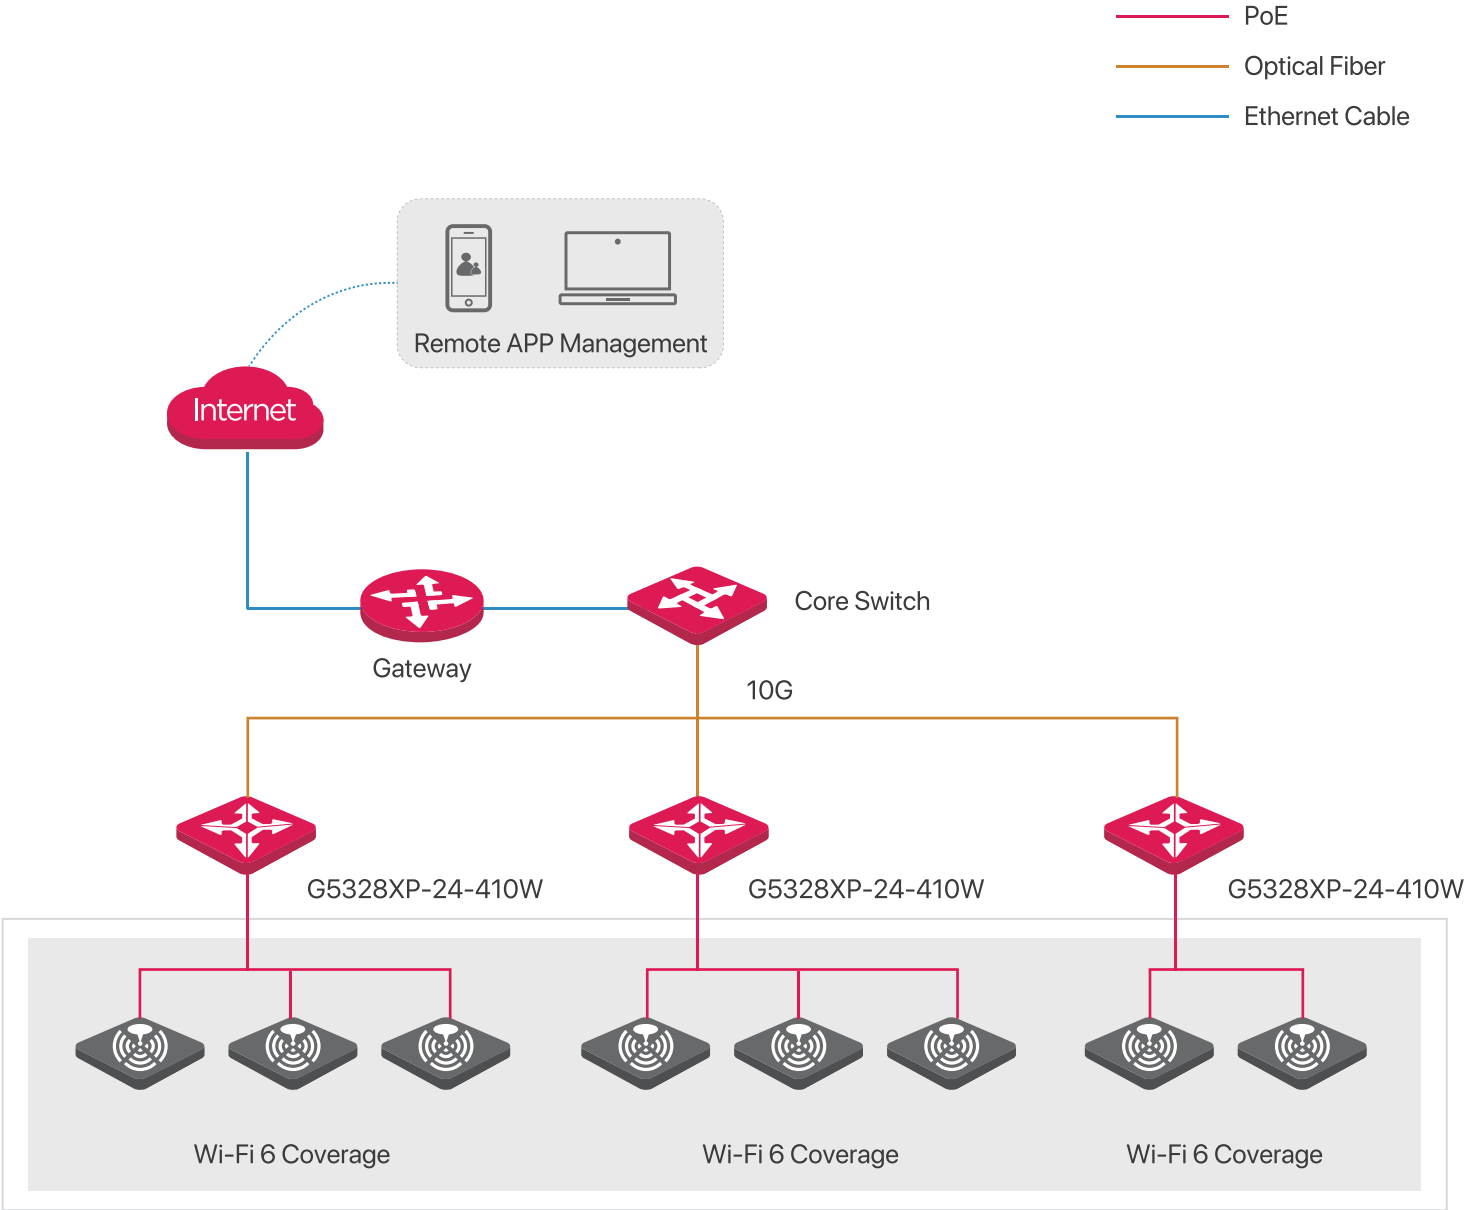 PoE
Optical Fiber
Ethernet Cable
Remote APP Management
Internet
Core Switch
Gateway
10G
G5328XP-24-410W
G5328XP-24-410W
G5328XP-24-410W
Wi-Fi 6 Coverage
Wi-Fi 6 Coverage
Wi-Fi 6 Coverage